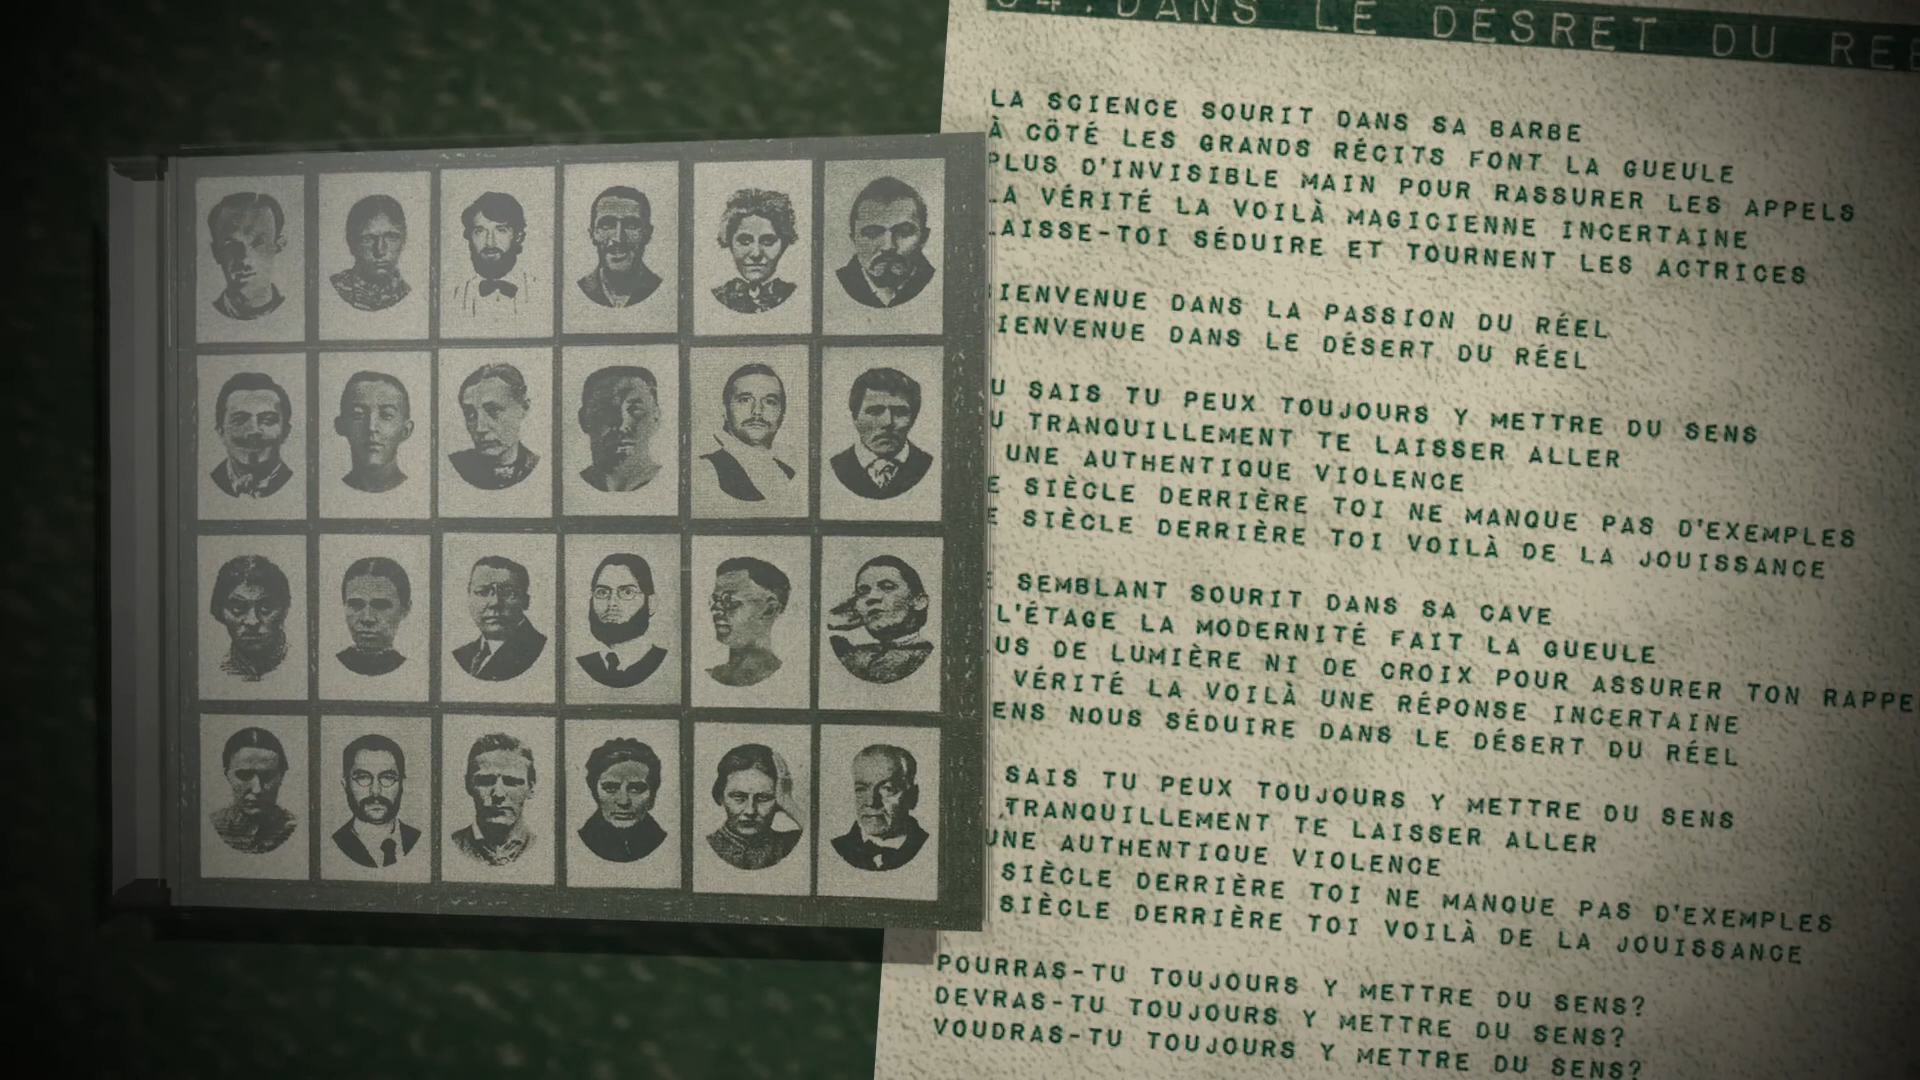 04.DANS LE DÉSRET DU
LA SCIENCE SOURIT DANS SA BARBE
À CÔTÉ LES GRANDS RÉCITS FONT LA GUEULE
PLUS D'INVISIBLE MAIN POUR RASSURER LES APPELS
LA VÉRITÉ LA VOILÀ MAGICIENNE INCERTAINE
LAISSE-TOI SÉDUIRE ET TOURNENT LES ACTRICES
IENVENUE DANS LA PASSION DU RÉEL
IENVENUE DANS LE DÉSERT DU RÉEL
U SAIS TU PEUX TOUJOURS Y METTRE DU SENS
U TRANQUILLEMENT TE LAISSER ALLER
UNE AUTHENTIQUE VIOLENCE
E SIÈCLE DERRIÈRE TOI NE MANQUE PAS D'EXEMPLES
E SIÈCLE DERRIÈRE TOI VOILÀ DE LA JOUISSANCE
E SEMBLANT SOURIT DANS SA CAVE
L'ÉTAGE LA MODERNITÉ FAIT LA GUEULE
US DE LUMIÈRE NI DE CROIX POUR ASSURER TON RAPPE
VÉRITÉ LA VOILÀ UNE RÉPONSE INCERTAINE
ENS NOUS SÉDUIRE DANS LE DÉSERT DU RÉEL
SAIS TU PEUX TOUJOURS Y METTRE DU SENS
TRANQUILLEMENT TE LAISSER ALLER
UNE AUTHENTIQUE VIOLENCE
SIÈCLE DERRIÈRE TOI NE MANQUE PAS D'EXEMPLES
SIÈCLE DERRIÈRE TOI VOILÀ DE LA JOUISSANCE
POURRAS-TU TOUJOURS Y METTRE DU SENS?
DEVRAS-TU TOUJOURS Y METTRE DU SENS?
VOUDRAS-TU TOUJOURS Y METTRE DU SENS?